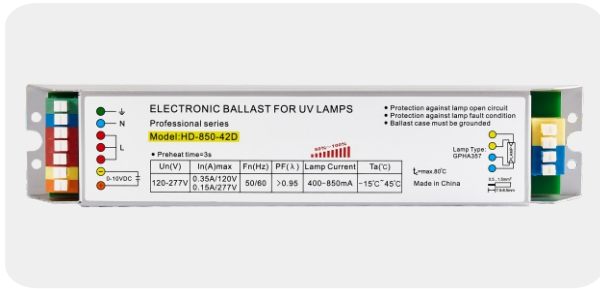 ELECTRONIC BALLAST FOR UV LAMPS
Professional series
Model:HD-850-42D
• Protection against lamp open circuit
• Protection against lamp fault condition
• Ballast case must be grounded
N
L
0-10VDC
• Preheat time=3s
50%~100%
Un(V) In(A)max Fn(Hz) PF(λ) Lamp Current Ta(℃)
120-277V 0.35A/120V 0.15A/277V 50/60 >0.95 400-850mA -15℃~45℃
tc=max.80℃
Made in China
Lamp Type:
GPHA357
LAMP